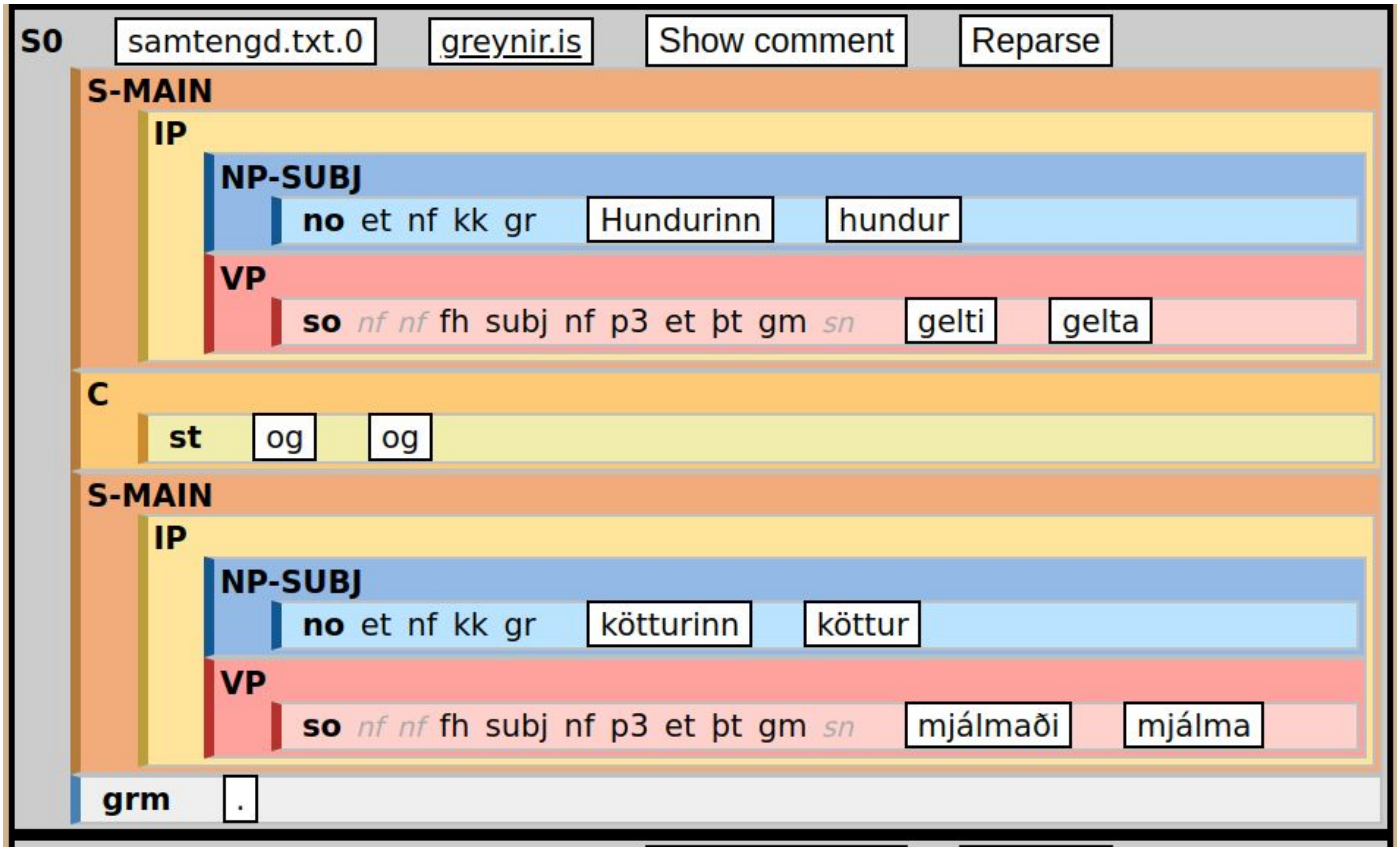 S0 samtengd.txt.0 greynir.is Show comment Reparse
S-MAIN
IP
NP-SUBJ
no et nf kk gr Hundurinn hundur
VP
so nf nf fh subj nf p3 et þt gm sn gelti gelta
C
st og og
S-MAIN
IP
NP-SUBJ
no et nf kk gr kötturinn köttur
VP
so nf nf fh subj nf p3 et þt gm sn mjálmaði mjálma
grm .